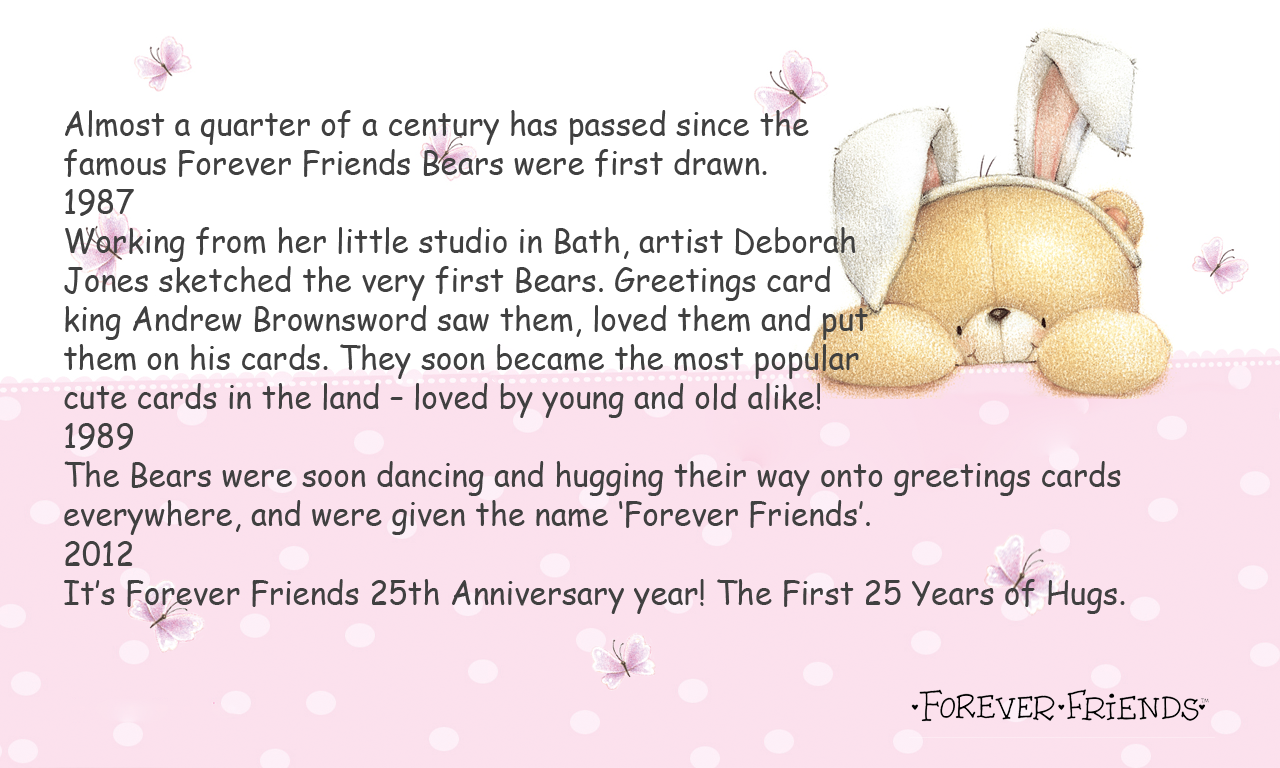 Almost a quarter of a century has passed since the
famous Forever Friends Bears were first drawn.
1987
Working from her little studio in Bath, artist Deborah
Jones sketched the very first Bears. Greetings card
king Andrew Brownsword saw them, loved them and put
them on his cards. They soon became the most popular
cute cards in the land – loved by young and old alike!
1989
The Bears were soon dancing and hugging their way onto greetings cards
everywhere, and were given the name ‘Forever Friends’.
2012
It’s Forever Friends 25th Anniversary year! The First 25 Years of Hugs.
♥FOREVER♥FRiENDS♥™